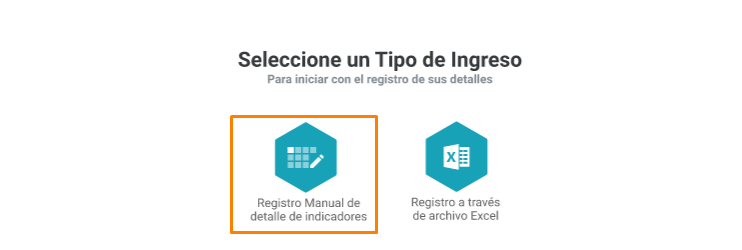 Seleccione un Tipo de Ingreso
Para iniciar con el registro de sus detalles
X
Registro Manual de
detalle de indicadores
Registro a través
de archivo Excel